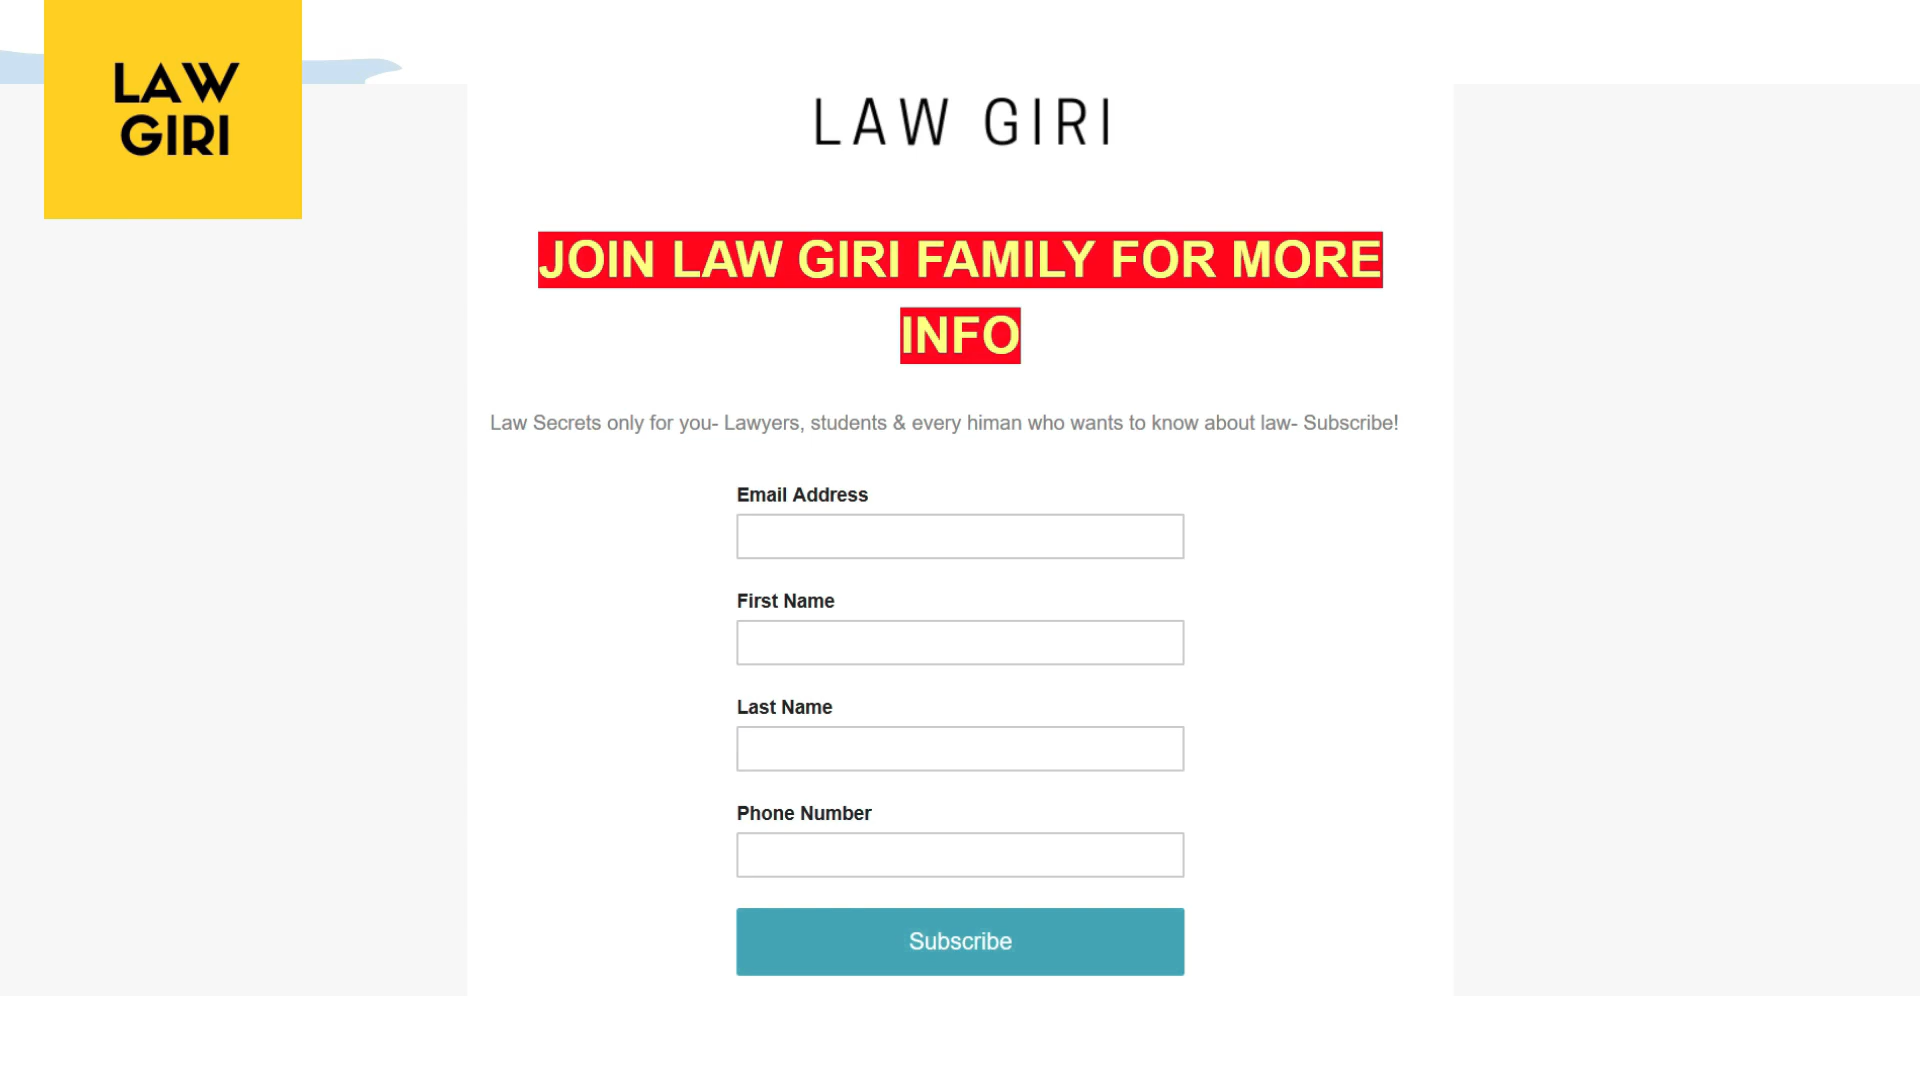 LAW
GIRI
LAW GIRI
JOIN LAW GIRI FAMILY FOR MORE
INFO
Law Secrets only for you- Lawyers, students & every himan who wants to know about law- Subscribe!
Email Address
First Name
Last Name
Phone Number
Subscribe